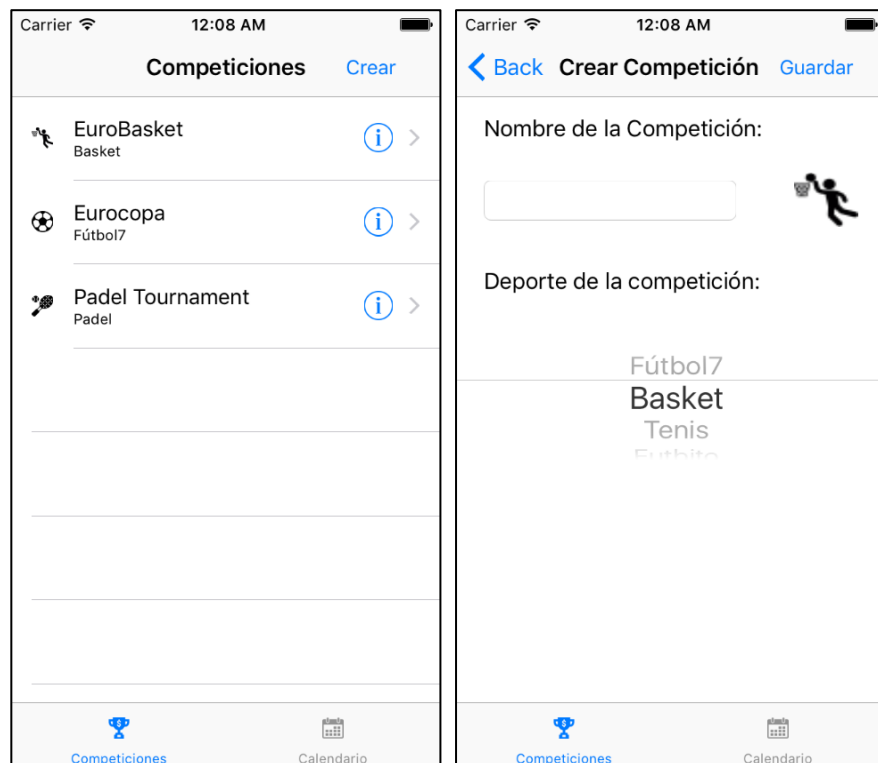 Carrier 12:08 AM
Competiciones Crear
EuroBasket
Basket
Eurocopa
Fútbol7
Padel Tournament
Padel
Competiciones Calendario
Carrier 12:08 AM
Back Crear Competición Guardar
Nombre de la Competición:
Deporte de la competición:
Fútbol7
Basket
Tenis
Futbito
Competiciones Calendario